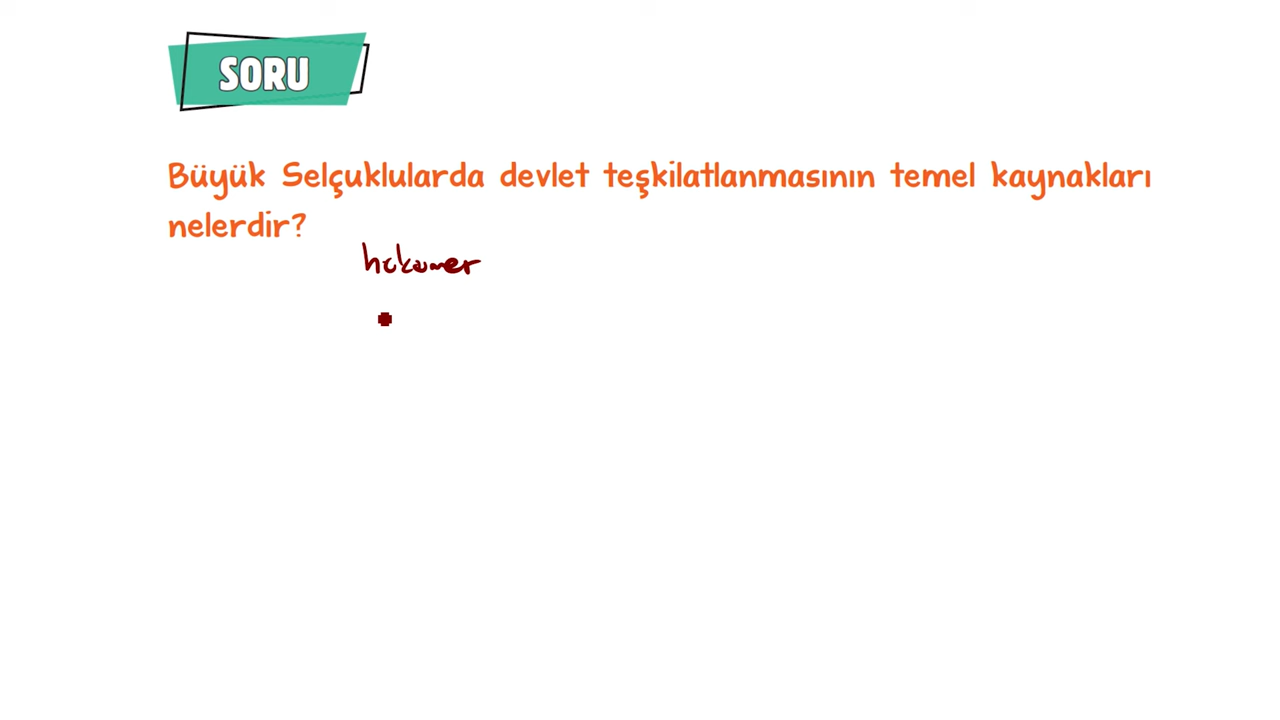 SORU
Büyük Selçuklularda devlet teşkilatlanmasının temel kaynakları
nelerdir?